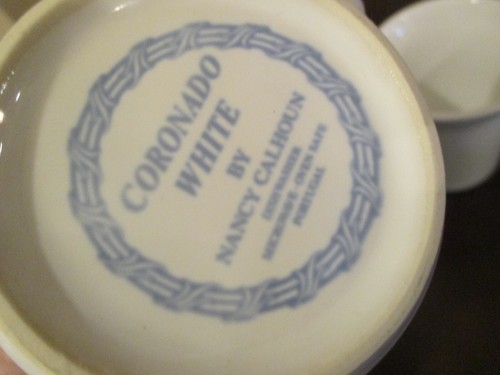 CORONADO
WHITE
BY
NANCY CALHOUN
DISHWASHER
MICROWAVE - OVEN SAFE
PORTUGAL